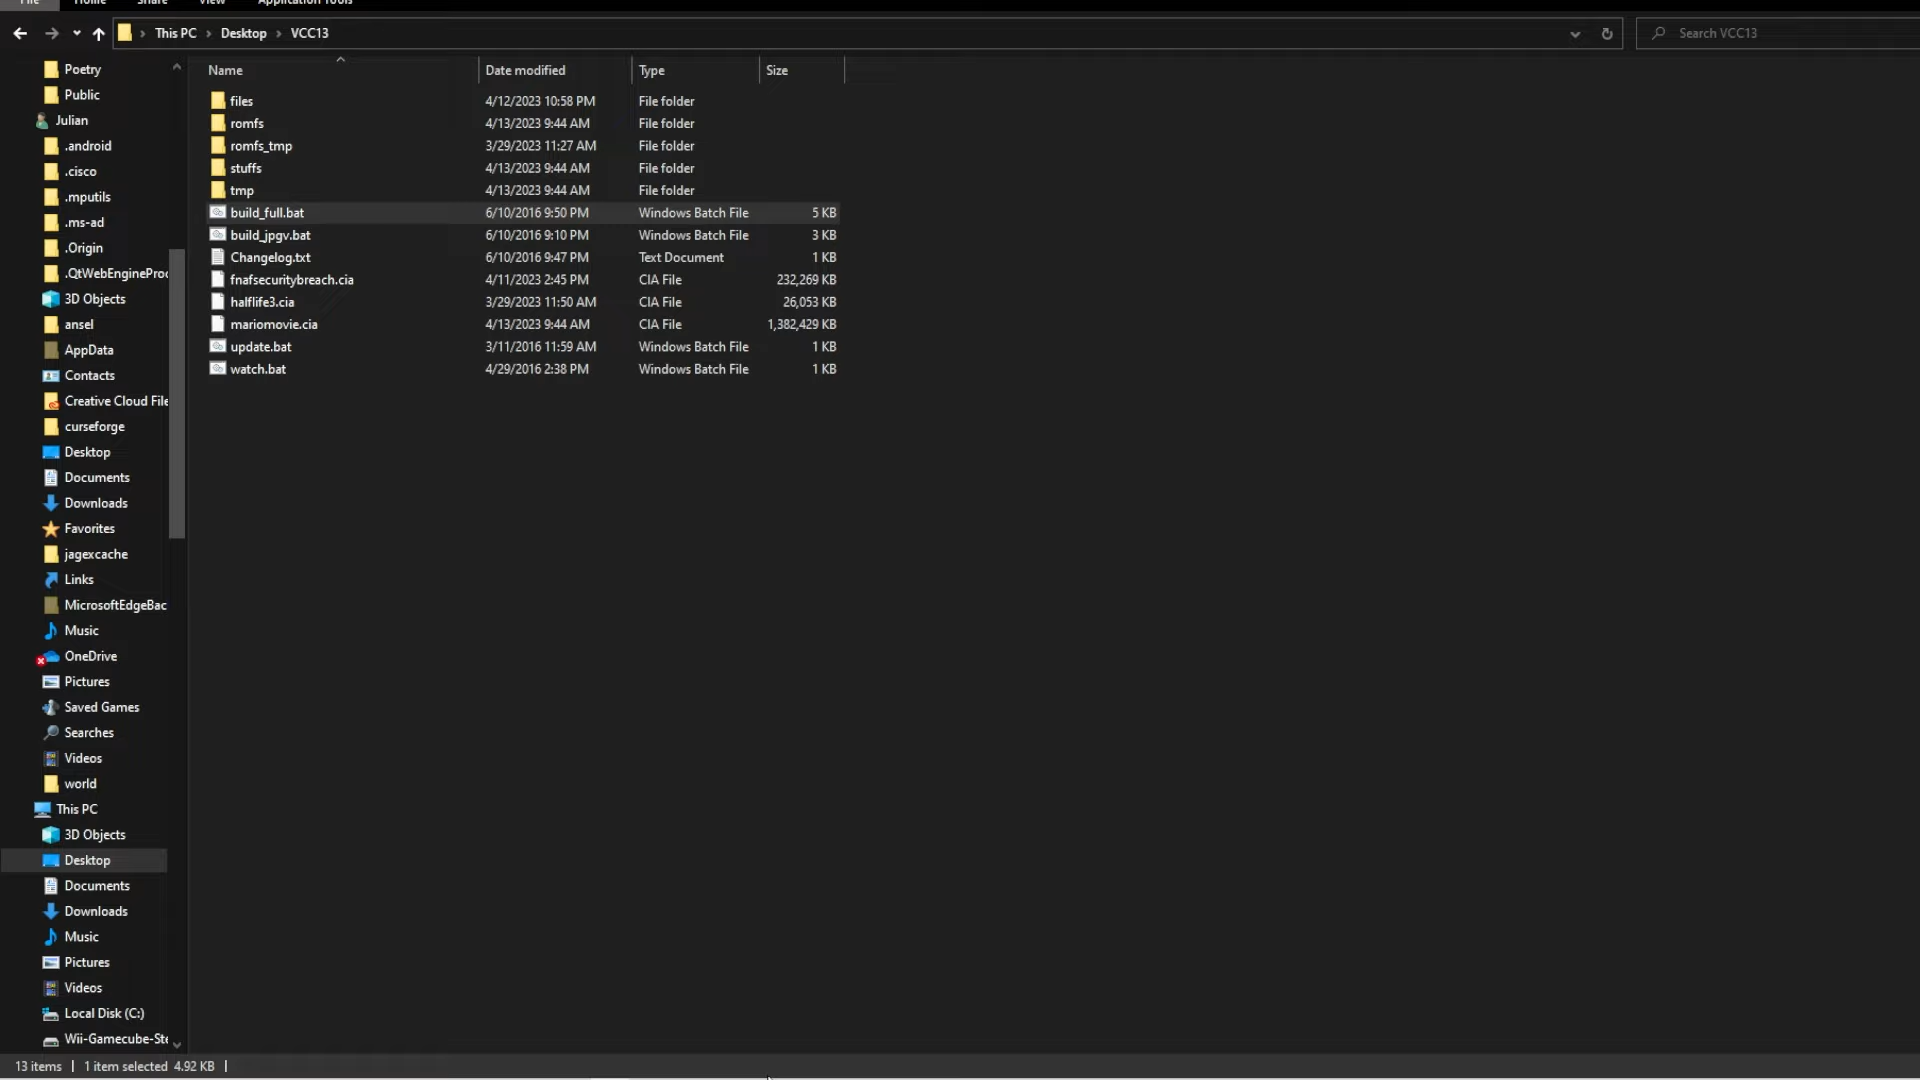 File Home Share View Application Tools
This PC Desktop VCC13 Search VCC13
Name Date modified Type Size
files 4/12/2023 10:58 PM File folder
romfs 4/13/2023 9:44 AM File folder
romfs_tmp 3/29/2023 11:27 AM File folder
stuffs 4/13/2023 9:44 AM File folder
tmp 4/13/2023 9:44 AM File folder
build_full.bat 6/10/2016 9:50 PM Windows Batch File 5 KB
build_jpgv.bat 6/10/2016 9:10 PM Windows Batch File 3 KB
Changelog.txt 6/10/2016 9:47 PM Text Document 1 KB
fnafsecuritybreach.cia 4/11/2023 2:45 PM CIA File 232,269 KB
halflife3.cia 3/29/2023 11:50 AM CIA File 26,053 KB
mariomovie.cia 4/13/2023 9:44 AM CIA File 1,382,429 KB
update.bat 3/11/2016 11:59 AM Windows Batch File 1 KB
watch.bat 4/29/2016 2:38 PM Windows Batch File 1 KB
Poetry
Public
Julian
.android
.cisco
.mputils
.ms-ad
.Origin
.QtWebEngineProc
3D Objects
ansel
AppData
Contacts
Creative Cloud File
curseforge
Desktop
Documents
Downloads
Favorites
jagexcache
Links
MicrosoftEdgeBac
Music
OneDrive
Pictures
Saved Games
Searches
Videos
world
This PC
3D Objects
Desktop
Documents
Downloads
Music
Pictures
Videos
Local Disk (C:)
Wii-Gamecube-Ste
13 items 1 item selected 4.92 KB